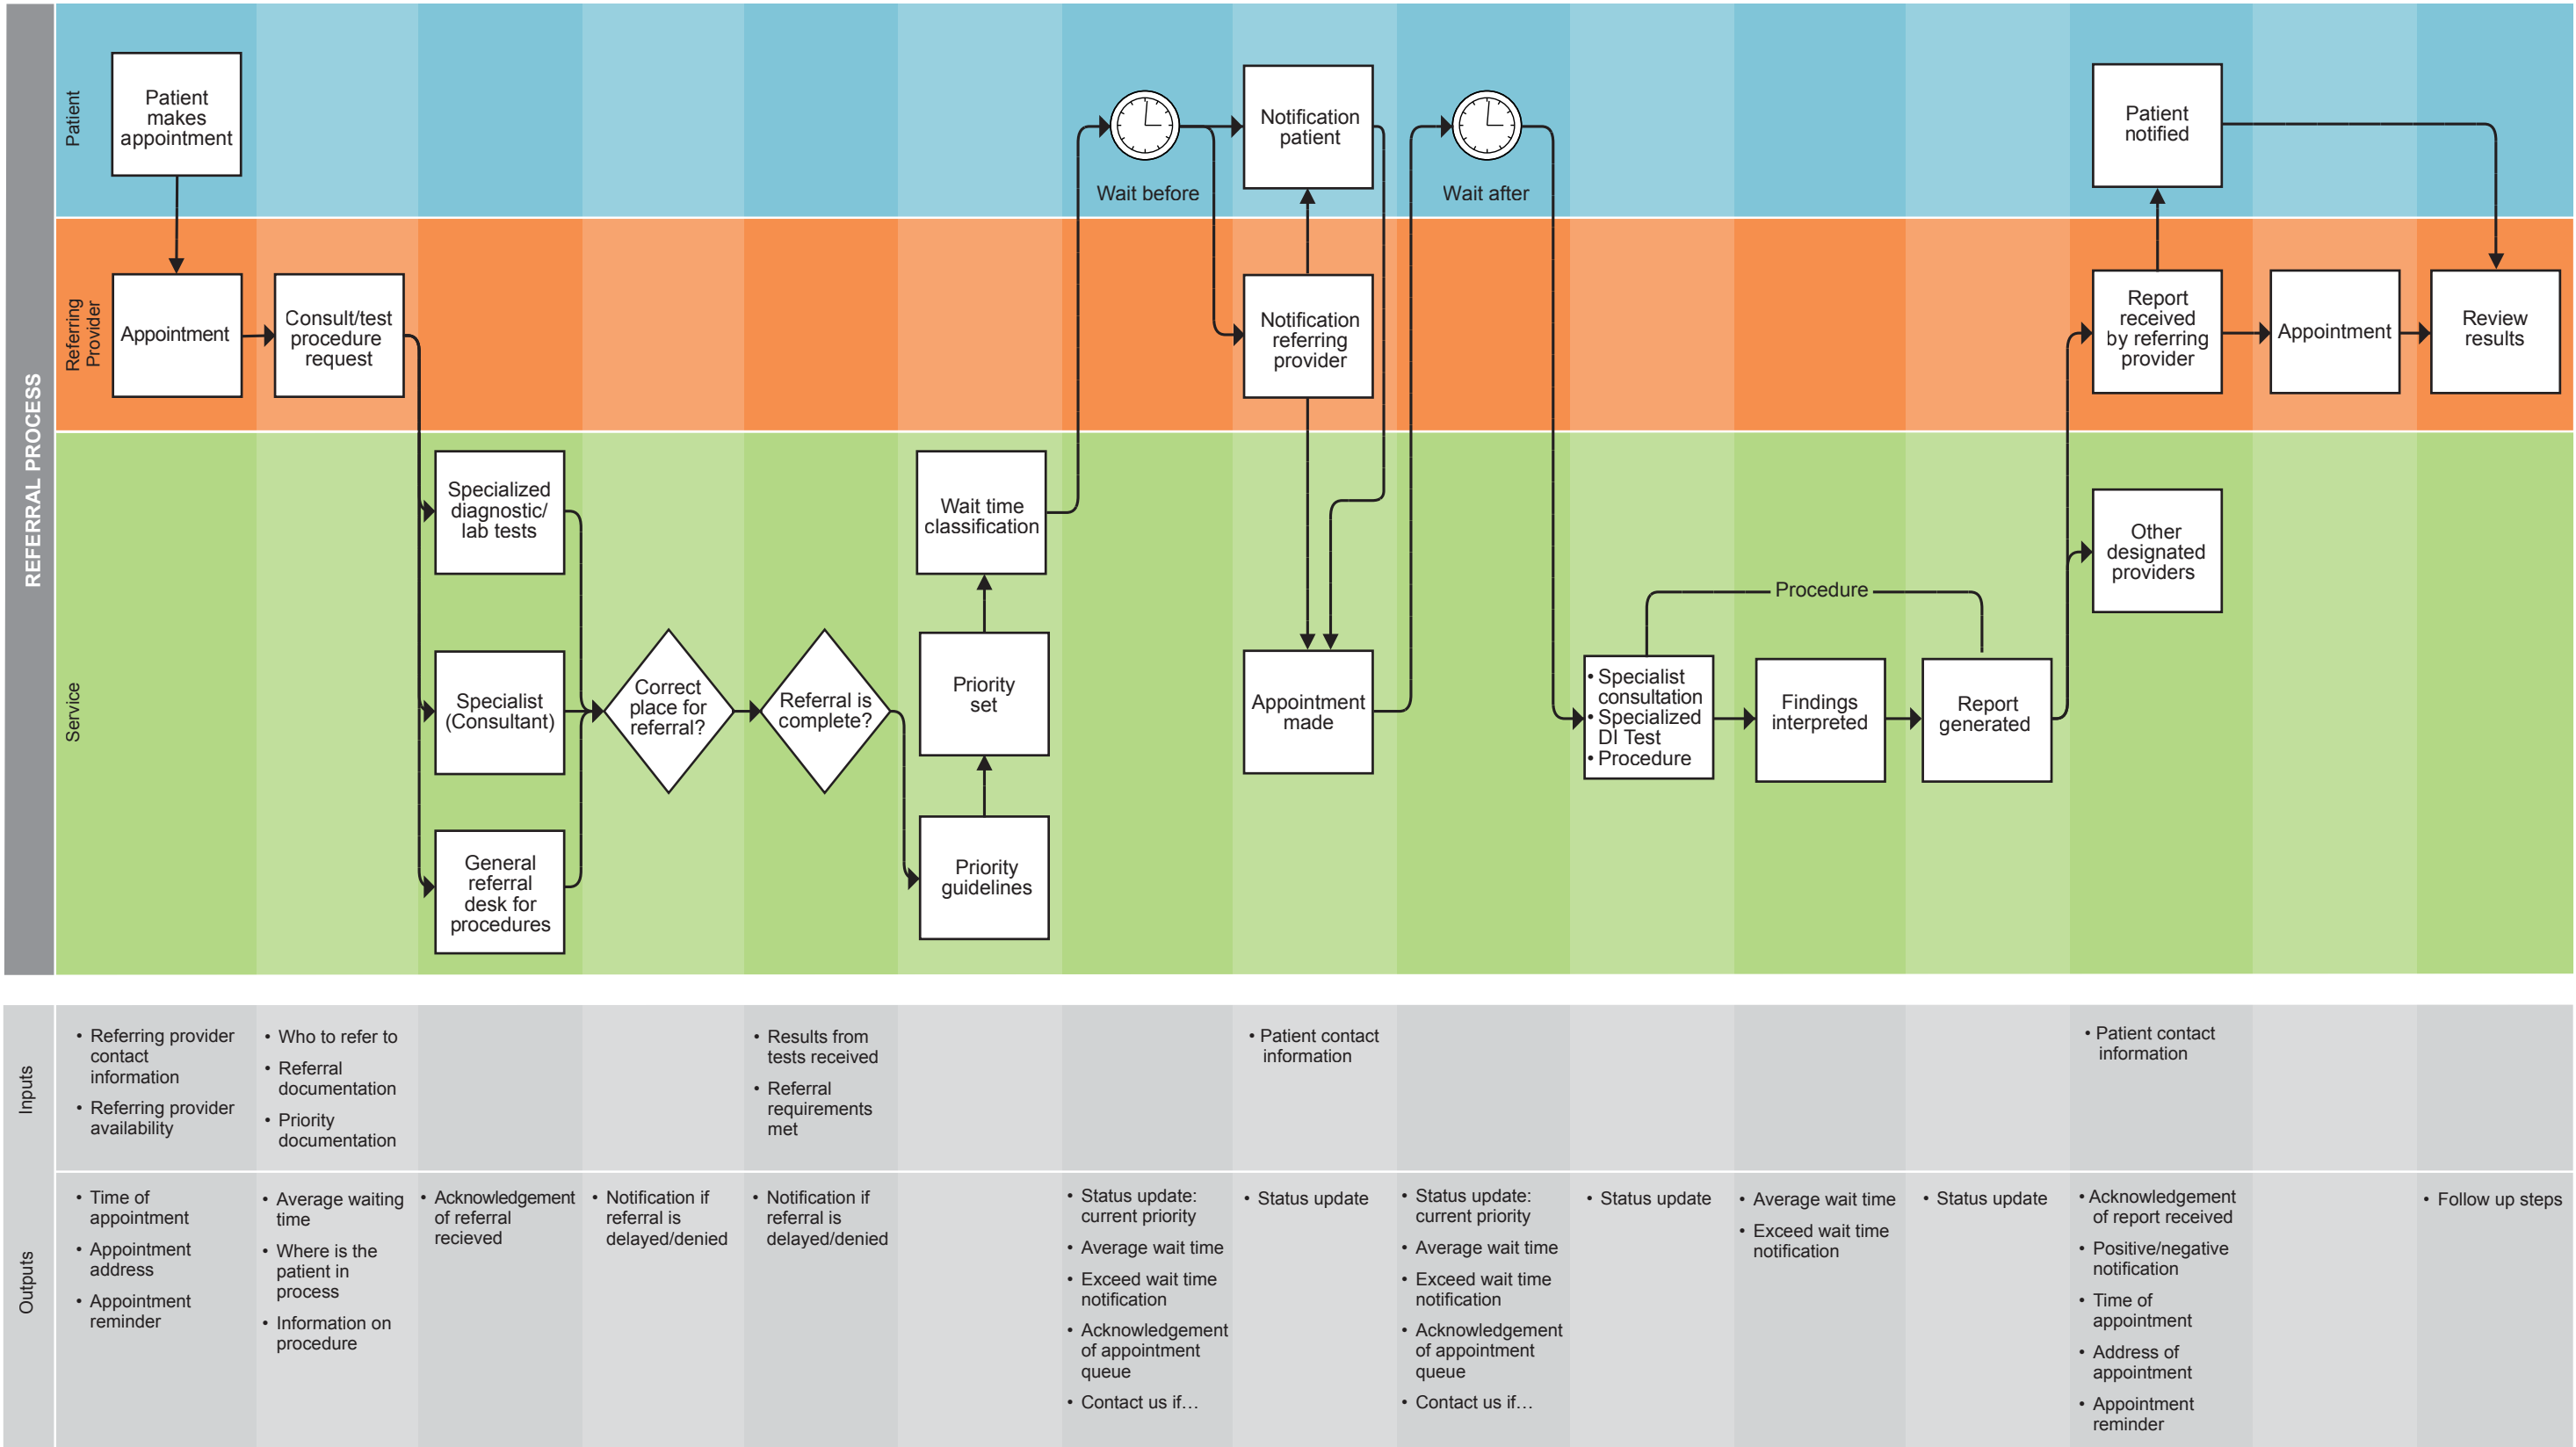 REFERRAL PROCESS
Patient
Patient
makes
appointment
Wait before
Notification
patient
Wait after
Patient
notified
Referring
Provider
Appointment
Consult/test
procedure
request
Notification
referring
provider
Report
received
by referring
provider
Appointment
Review
results
Service
Specialized
diagnostic/
lab tests
Specialist
(Consultant)
General
referral
desk for
procedures
Correct
place for
referral?
Referral is
complete?
Wait time
classification
Priority
set
Priority
guidelines
Appointment
made
Procedure
• Specialist
consultation
• Specialized
DI Test
• Procedure
Findings
interpreted
Report
generated
Other
designated
providers
Inputs
• Referring provider
contact
information
• Referring provider
availability
• Who to refer to
• Referral
documentation
• Priority
documentation
• Results from
tests received
• Referral
requirements
met
• Patient contact
information
• Patient contact
information
Outputs
• Time of
appointment
• Appointment
address
• Appointment
reminder
• Average waiting
time
• Where is the
patient in
process
• Information on
procedure
• Acknowledgement
of referral
recieved
• Notification if
referral is
delayed/denied
• Notification if
referral is
delayed/denied
• Status update:
current priority
• Average wait time
• Exceed wait time
notification
• Acknowledgement
of appointment
queue
• Contact us if…
• Status update
• Status update:
current priority
• Average wait time
• Exceed wait time
notification
• Acknowledgement
of appointment
queue
• Contact us if…
• Status update
• Average wait time
• Exceed wait time
notification
• Status update
• Acknowledgement
of report received
• Positive/negative
notification
• Time of
appointment
• Address of
appointment
• Appointment
reminder
• Follow up steps